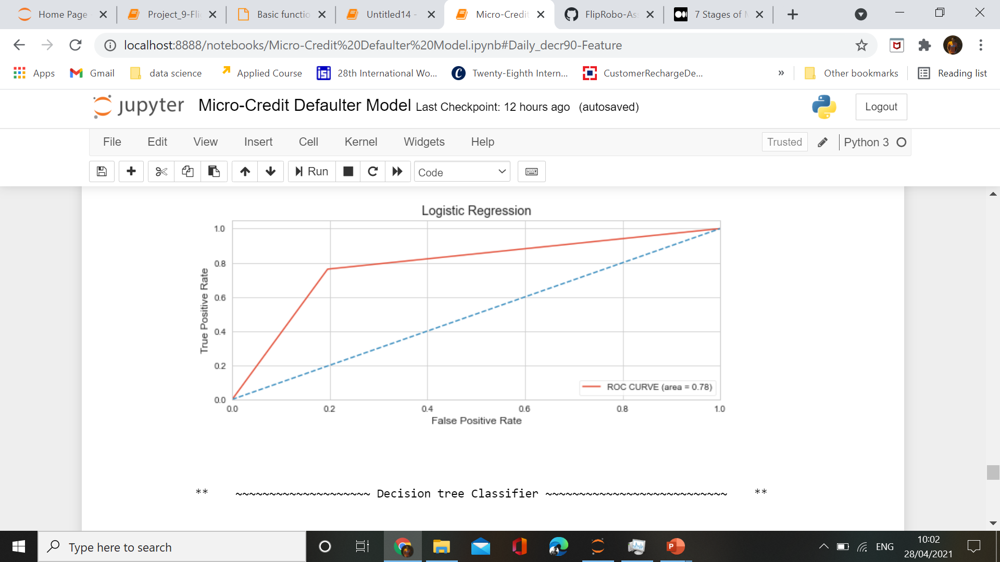 Home Page
Project_9-Fli
Basic functio
Untitled14 -
Micro-Credit
FlipRobo-Ass
7 Stages of M
localhost:8888/notebooks/Micro-Credit%20Defaulter%20Model.ipynb#Daily_decr90-Feature
Apps
Gmail
data science
Applied Course
isi
28th International Wo...
Twenty-Eighth Intern...
CustomerRechargeDe...
»
Other bookmarks
Reading list
jupyter
Micro-Credit Defaulter Model Last Checkpoint: 12 hours ago (autosaved)
Logout
File
Edit
View
Insert
Cell
Kernel
Widgets
Help
Trusted
Python 3
Run
Code
Logistic Regression
1.0
0.8
0.6
0.4
0.2
0.0
True Positive Rate
ROC CURVE (area = 0.78)
0.0
0.2
0.4
0.6
0.8
1.0
False Positive Rate
** ~~~~~~~~~~~~~~~~~~~~ Decision tree Classifier ~~~~~~~~~~~~~~~~~~~~~~~~~~~ **
Type here to search
P
ENG
10:02
28/04/2021